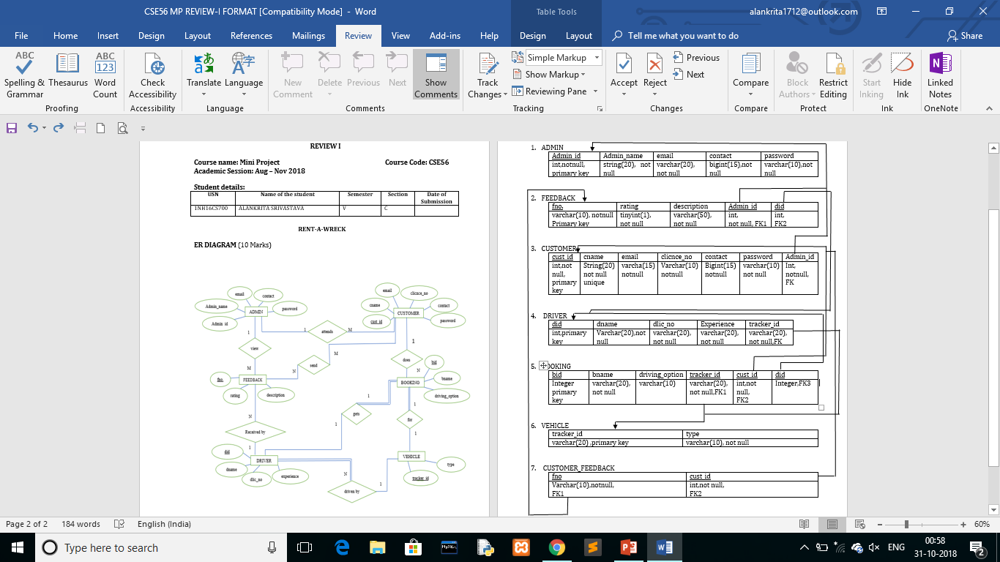 CSE56 MP REVIEW-I FORMAT [Compatibility Mode] - Word
Table Tools
alankrita1712@outlook.com
File Home Insert Design Layout References Mailings Review View Add-ins Help Design Layout Tell me what you want to do Share
ABC
Spelling & Grammar
Thesaurus
ABC 123
Word Count
Proofing
Check Accessibility
Accessibility
Translate
Language
Language
New Comment
Delete
Previous
Next
Show Comments
Comments
Track Changes
Simple Markup
Show Markup
Reviewing Pane
Tracking
Accept
Reject
Previous
Next
Changes
Compare
Compare
Block Authors
Restrict Editing
Protect
Start Inking
Hide Ink
Ink
Linked Notes
OneNote
REVIEW I
Course name: Mini Project Course Code: CSE56
Academic Session: Aug – Nov 2018
Student details:
USN Name of the student Semester Section Date of Submission
1NH16CS700 ALANKRITA SRIVASTAVA V C
RENT-A-WRECK
ER DIAGRAM (10 Marks)
email
contact
Admin_name
ADMIN
password
Admin_id
email
clicnce_no
cname
CUSTOMER
contact
cust_id
password
1
attends
M
1
view
M
M
send
N
1
does
N
bid
fno.
FEEDBACK
rating
description
BOOKING
bname
driving_option
N
Received by
1
1
gets
1
1
for
1
did
DRIVER
dname
dlic_no
experience
VEHICLE
type
tracker_id
N
driven by
1
1. ADMIN
Admin_id Admin_name email contact password
int,notnull, string(20), not varchar(20), bigint(15),not varchar(10),not
primary key null not null null null
2. FEEDBACK
fno. rating description Admin_id did
varchar(10), notnull tinyint(1), varchar(50), int, int,
Primary key not null not null not null, FK1 FK2
3. CUSTOMER
cust_id cname email clicnce_no contact password Admin_id
int,not String(20) varcha(15) Varchar(10) Bigint(15) varchar(10) Int,
null, not null notnull notnull notnull not null notnull,
primary unique FK
key
4. DRIVER
did dname dlic_no Experience tracker_id
int,primary Varchar(20),not varchar(20), varchar(20), varchar(20),
key null not null not null not null,FK
5. OOKING
bid bname driving_option tracker_id cust_id did
Integer varchar(20), varchar(10) varchar(20), int,not Integer,FK3
primary not null not null,FK1 null,
key FK2
6. VEHICLE
tracker_id type
varchar(20) ,primary key varchar(10), not null
7. CUSTOMER_FEEDBACK
fno cust_id
Varchar(10),notnull, int,not null,
FK1 FK2
Page 2 of 2 184 words English (India) 60%
Type here to search
MySQL
ENG
00:58
31-10-2018
2